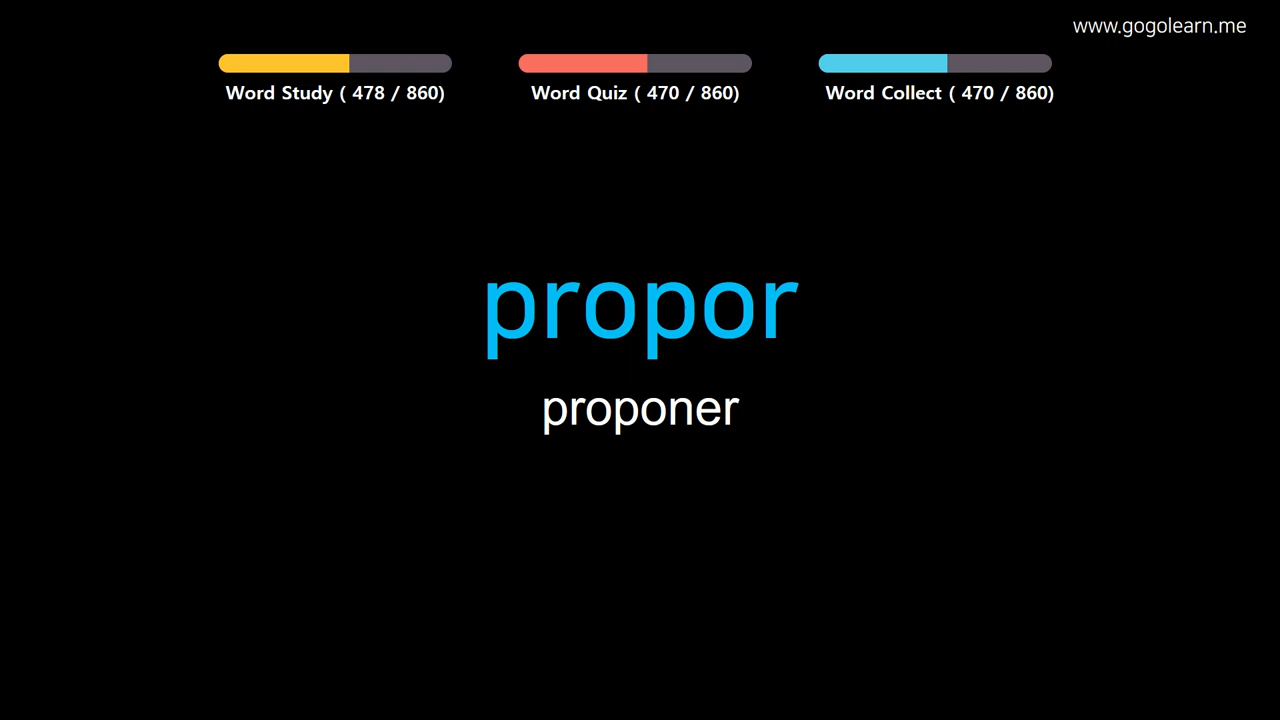 www.gogolearn.me
Word Study ( 478 / 860)
Word Quiz ( 470 / 860)
Word Collect ( 470 / 860)
propor
proponer